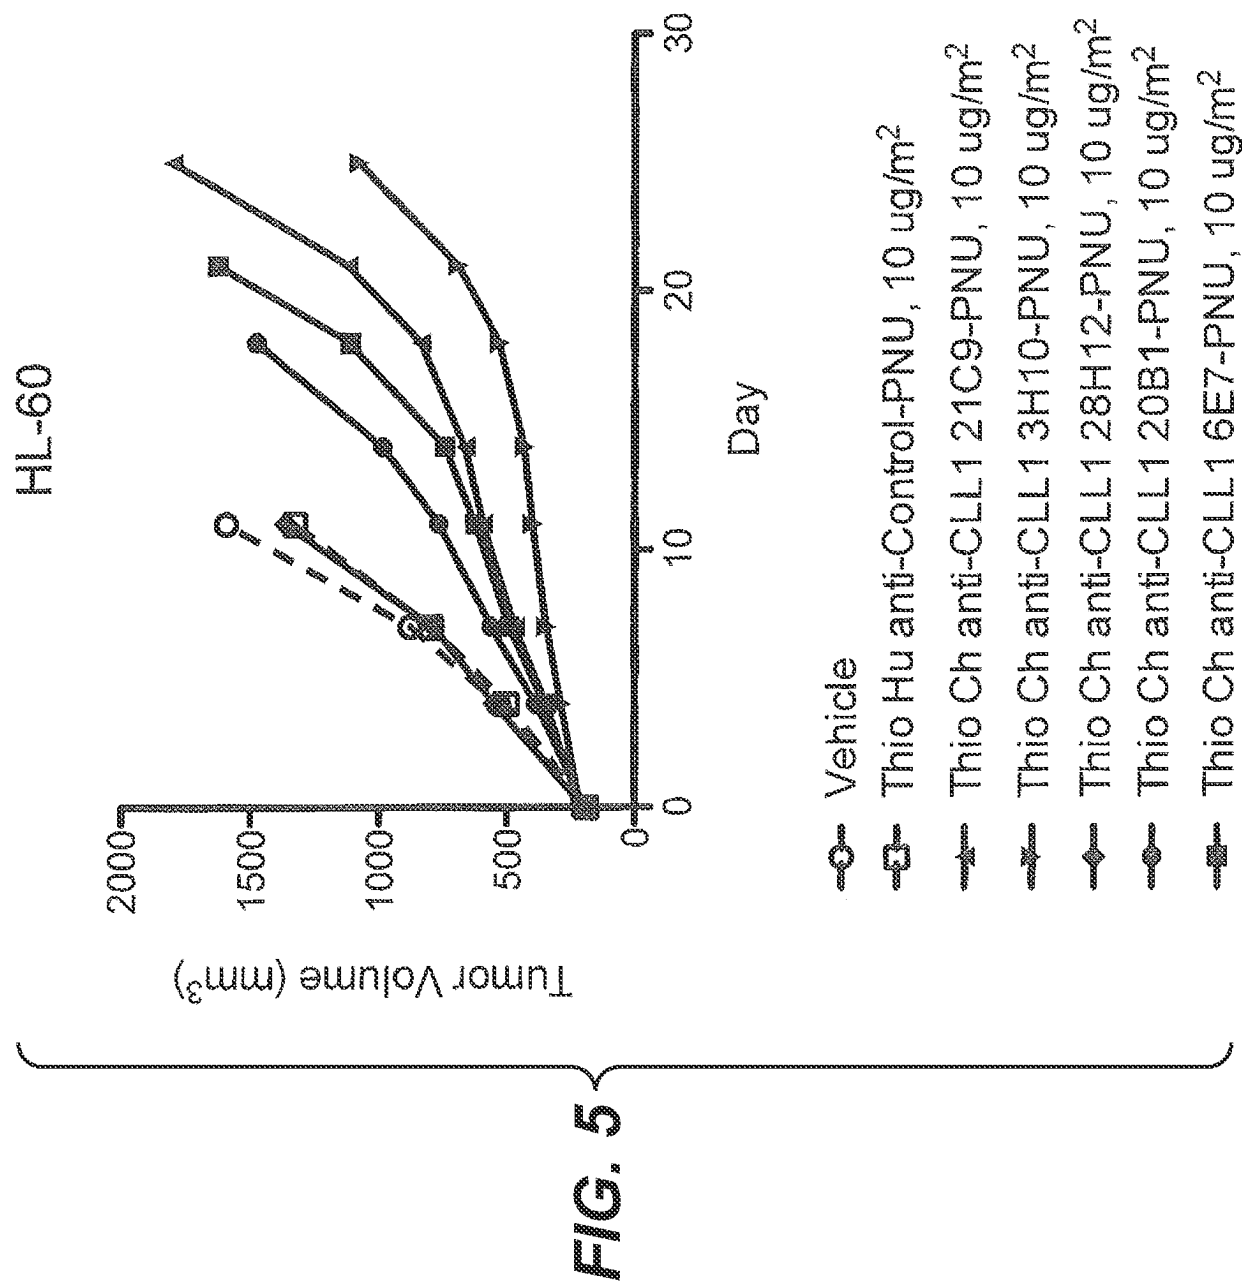 HL-60
Tumor Volume (mm³)
2000
1500
1000
500
0
0
10
20
30
Day
Vehicle
Thio Hu anti-Control-PNU, 10 ug/m²
Thio Ch anti-CLL1 21C9-PNU, 10 ug/m²
Thio Ch anti-CLL1 3H10-PNU, 10 ug/m²
Thio Ch anti-CLL1 28H12-PNU, 10 ug/m²
Thio Ch anti-CLL1 20B1-PNU, 10 ug/m²
Thio Ch anti-CLL1 6E7-PNU, 10 ug/m²
FIG. 5